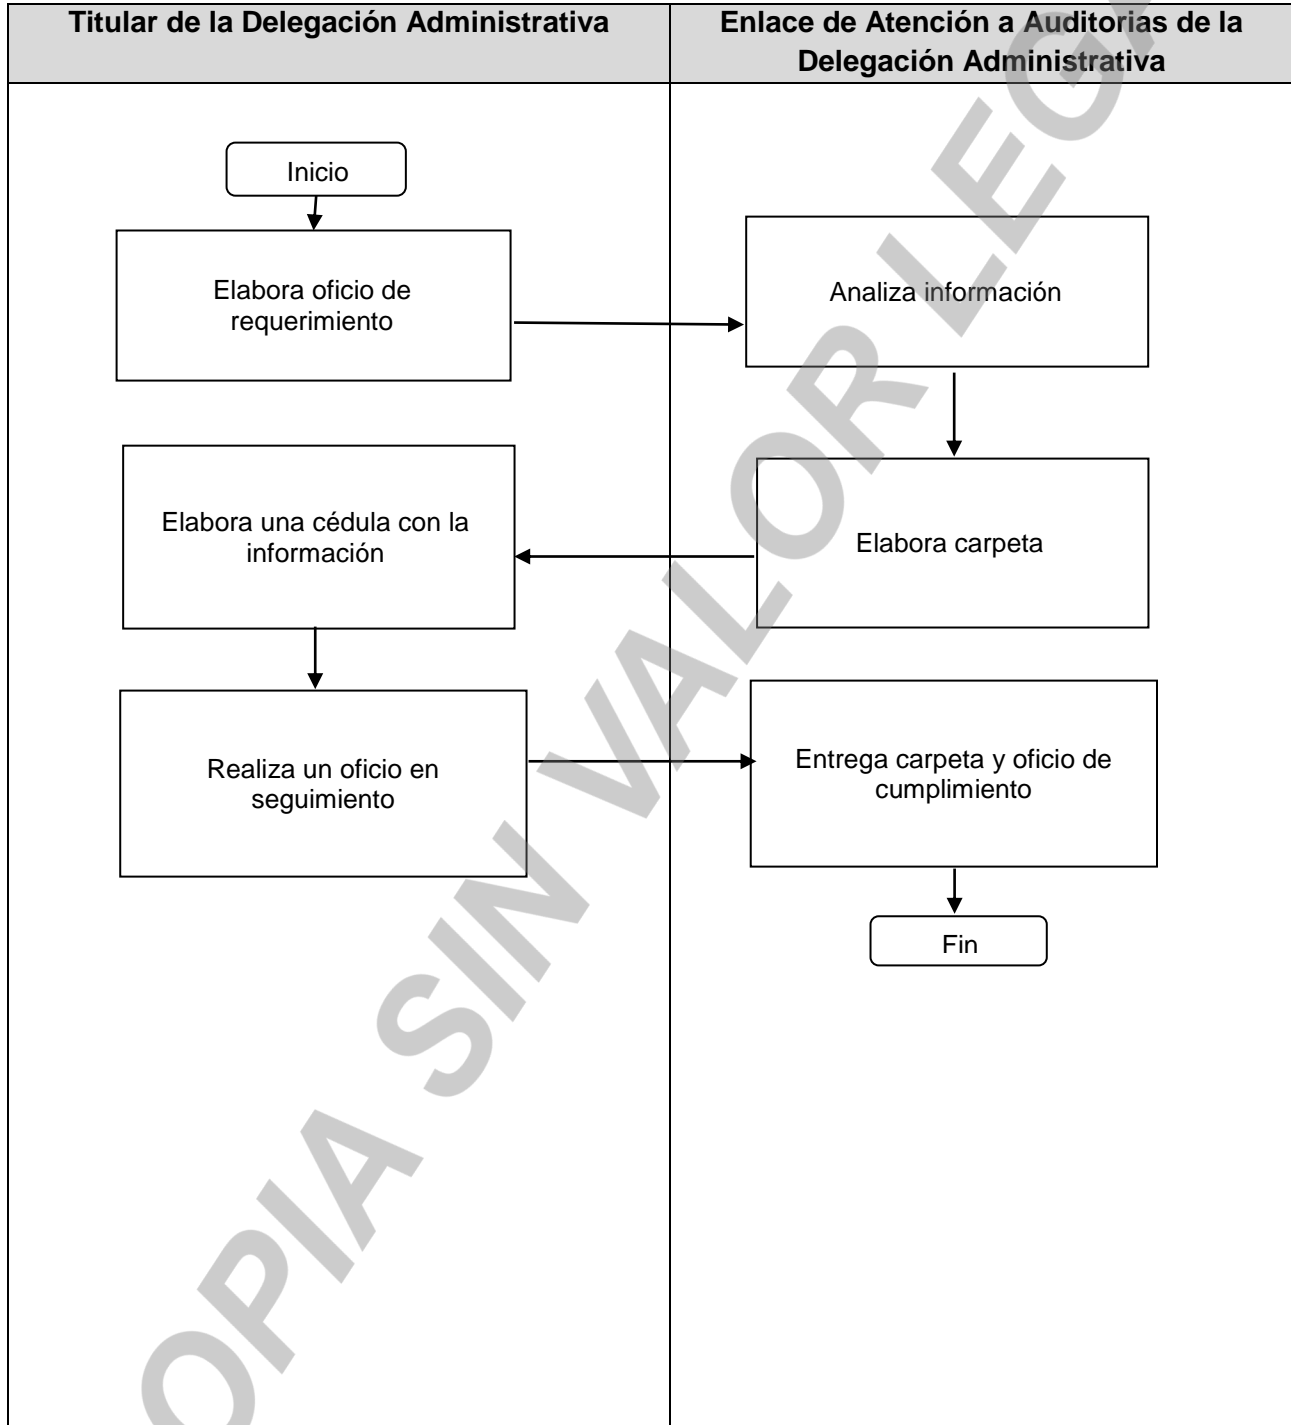 Titular de la Delegación Administrativa
Enlace de Atención a Auditorias de la
Delegación Administrativa
Inicio
Elabora oficio de
requerimiento
Analiza información
Elabora una cédula con la
información
Elabora carpeta
Realiza un oficio en
seguimiento
Entrega carpeta y oficio de
cumplimiento
Fin
OPIA SIN VALOR LEGA